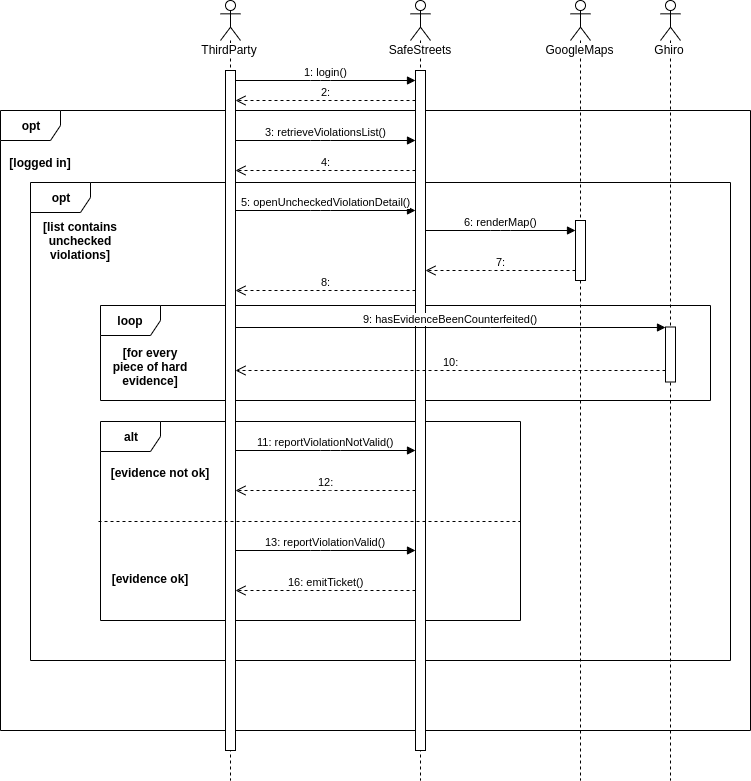 ThirdParty
SafeStreets
GoogleMaps
Ghiro
1: login()
2:
opt
3: retrieveViolationsList()
[logged in]
4:
opt
5: openUncheckedViolationDetail()
[list contains
unchecked
violations]
6: renderMap()
7:
8:
loop
9: hasEvidenceBeenCounterfeited()
[for every
piece of hard
evidence]
10:
alt
11: reportViolationNotValid()
[evidence not ok]
12:
13: reportViolationValid()
[evidence ok]
16: emitTicket()